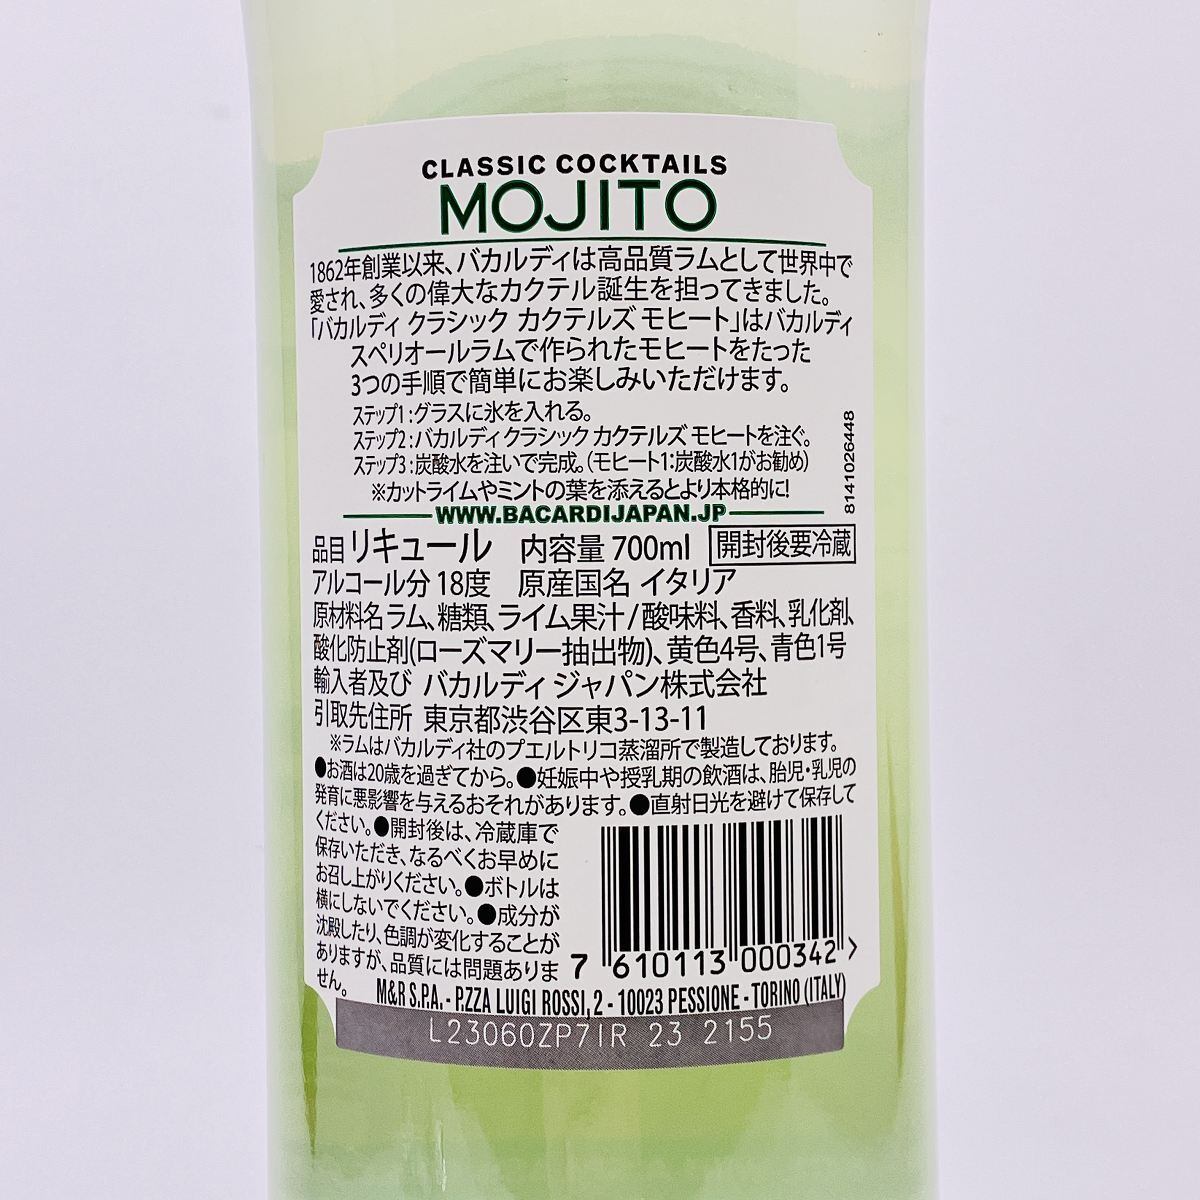 CLASSIC COCKTAILS
MOJITO
1862年創業以来、バカルディは高品質ラムとして世界中で
愛され、多くの偉大なカクテル誕生を担ってきました。
「バカルディ クラシック カクテルズ モヒート」はバカルディ
スペリオールラムで作られたモヒートをたった
3つの手順で簡単にお楽しみいただけます。
ステップ1:グラスに氷を入れる。
ステップ2:バカルディ クラシック カクテルズ モヒートを注ぐ。
ステップ3:炭酸水を注いで完成。(モヒート1:炭酸水1がお勧め)
※カットライムやミントの葉を添えるとより本格的に!
8141026448
WWW.BACARDIJAPAN.JP
品目 リキュール 内容量 700ml 開封後要冷蔵
アルコール分 18度 原産国名 イタリア
原材料名 ラム、糖類、ライム果汁/酸味料、香料、乳化剤、
酸化防止剤(ローズマリー抽出物)、黄色4号、青色1号
輸入者及び バカルディ ジャパン株式会社
引取先住所 東京都渋谷区東3-13-11
※ラムはバカルディ社のプエルトリコ蒸溜所で製造しております。
●お酒は20歳を過ぎてから。●妊娠中や授乳期の飲酒は、胎児・乳児の
発育に悪影響を与えるおそれがあります。●直射日光を避けて保存して
ください。●開封後は、冷蔵庫で
保存いただき、なるべくお早めに
お召し上がりください。●ボトルは
横にしないでください。●成分が
沈殿したり、色調が変化することが
ありますが、品質には問題ありま
せん。
7 610113 000342 >
M&R S.P.A. - P.ZZA LUIGI ROSSI, 2 - 10023 PESSIONE - TORINO (ITALY)
L23060ZP7IR 23 2155